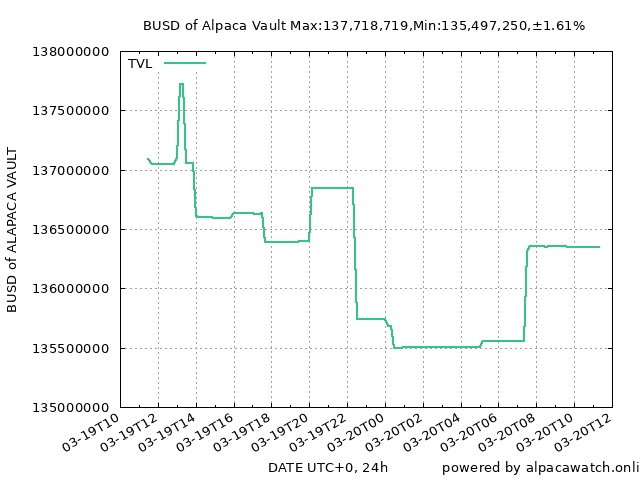 BUSD of Alpaca Vault Max:137,718,719,Min:135,497,250,±1.61%
138000000
TVL
137500000
137000000
136500000
136000000
135500000
135000000
BUSD of ALAPACA VAULT
03-19T10
03-19T12
03-19T14
03-19T16
03-19T18
03-19T20
03-19T22
03-20T00
03-20T02
03-20T04
03-20T06
03-20T08
03-20T10
03-20T12
DATE UTC+0, 24h
powered by alpacawatch.onli